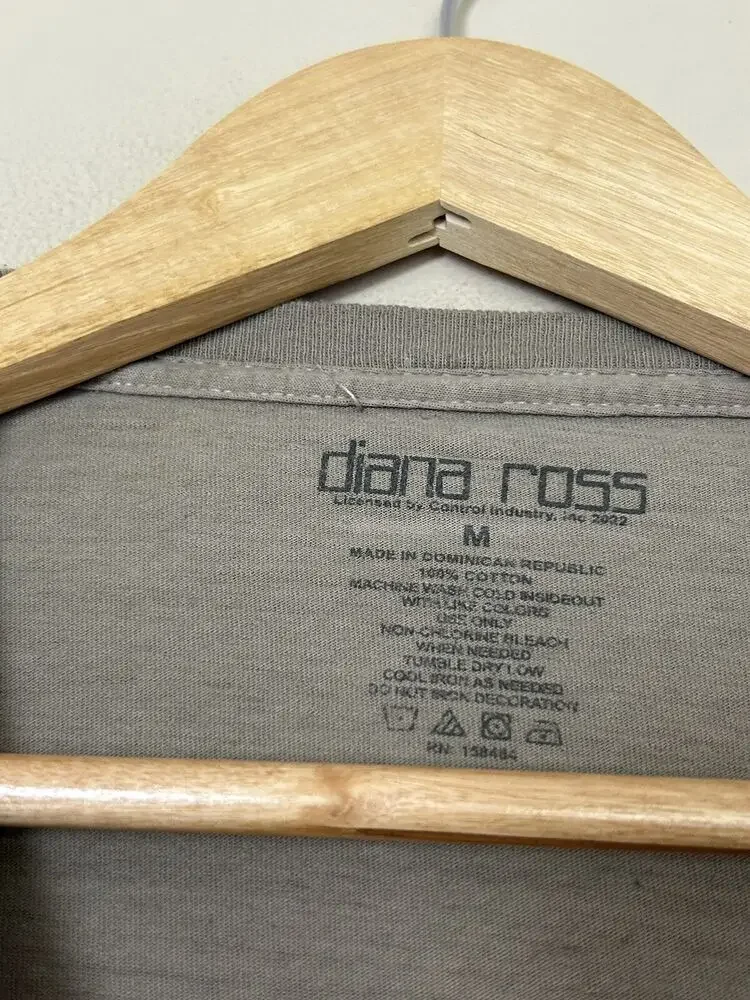 diana ross
Licensed by Control Industry, Inc 2022
M
MADE IN DOMINICAN REPUBLIC
100% COTTON
MACHINE WASH COLD INSIDEOUT
WITH LIKE COLORS
USE ONLY
NON-CHLORINE BLEACH
WHEN NEEDED
TUMBLE DRY LOW
COOL IRON AS NEEDED
DO NOT IRON DECORATION
RN: 158484